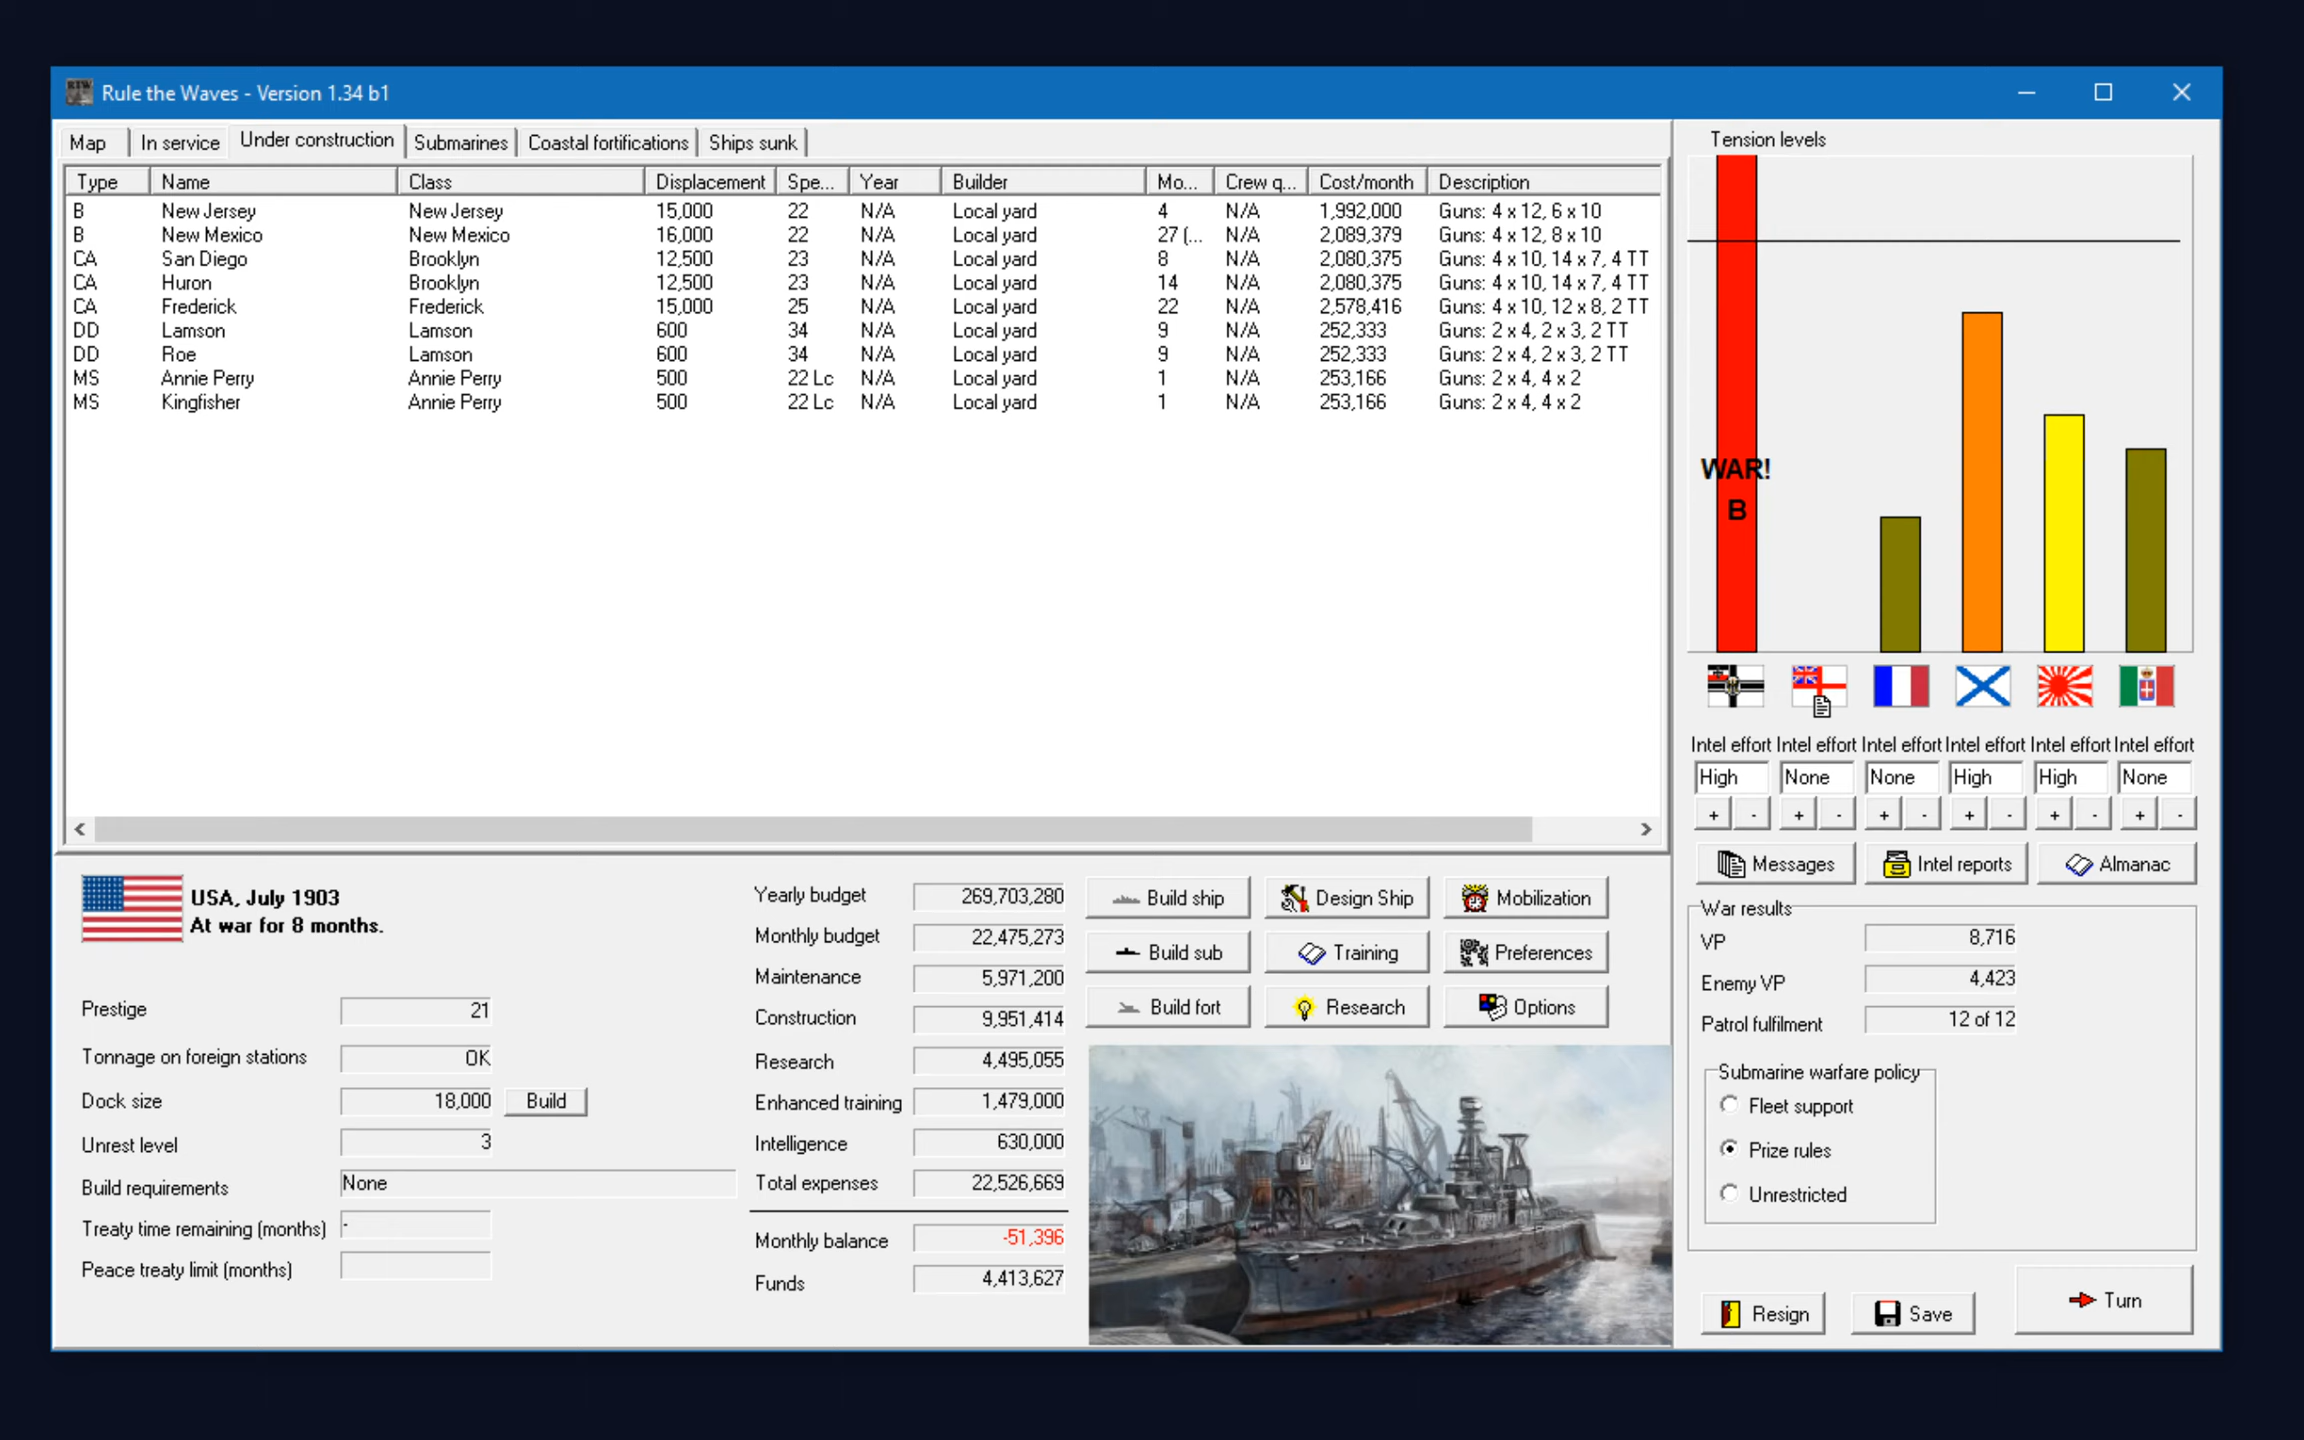 Rule the Waves - Version 1.34 b1
Map In service Under construction Submarines Coastal fortifications Ships sunk
Type Name Class Displacement Spe... Year Builder Mo... Crew q... Cost/month Description
B New Jersey New Jersey 15,000 22 N/A Local yard 4 N/A 1,992,000 Guns: 4 x 12, 6 x 10
B New Mexico New Mexico 16,000 22 N/A Local yard 27 (... N/A 2,089,379 Guns: 4 x 12, 8 x 10
CA San Diego Brooklyn 12,500 23 N/A Local yard 8 N/A 2,080,375 Guns: 4 x 10, 14 x 7, 4 TT
CA Huron Brooklyn 12,500 23 N/A Local yard 14 N/A 2,080,375 Guns: 4 x 10, 14 x 7, 4 TT
CA Frederick Frederick 15,000 25 N/A Local yard 22 N/A 2,578,416 Guns: 4 x 10, 12 x 8, 2 TT
DD Lamson Lamson 600 34 N/A Local yard 9 N/A 252,333 Guns: 2 x 4, 2 x 3, 2 TT
DD Roe Lamson 600 34 N/A Local yard 9 N/A 252,333 Guns: 2 x 4, 2 x 3, 2 TT
MS Annie Perry Annie Perry 500 22 Lc N/A Local yard 1 N/A 253,166 Guns: 2 x 4, 4 x 2
MS Kingfisher Annie Perry 500 22 Lc N/A Local yard 1 N/A 253,166 Guns: 2 x 4, 4 x 2
Tension levels
WAR!
B
Intel effort Intel effort Intel effort Intel effort Intel effort Intel effort
High None None High High None
+ - + - + - + - + - + -
Messages Intel reports Almanac
USA, July 1903
At war for 8 months.
Prestige 21
Tonnage on foreign stations OK
Dock size 18,000 Build
Unrest level 3
Build requirements None
Treaty time remaining (months) -
Peace treaty limit (months)
Yearly budget 269,703,280
Monthly budget 22,475,273
Maintenance 5,971,200
Construction 9,951,414
Research 4,495,055
Enhanced training 1,479,000
Intelligence 630,000
Total expenses 22,526,669
Monthly balance -51,396
Funds 4,413,627
Build ship Design Ship Mobilization
Build sub Training Preferences
Build fort Research Options
War results
VP 8,716
Enemy VP 4,423
Patrol fulfilment 12 of 12
Submarine warfare policy
Fleet support
Prize rules
Unrestricted
Resign Save Turn